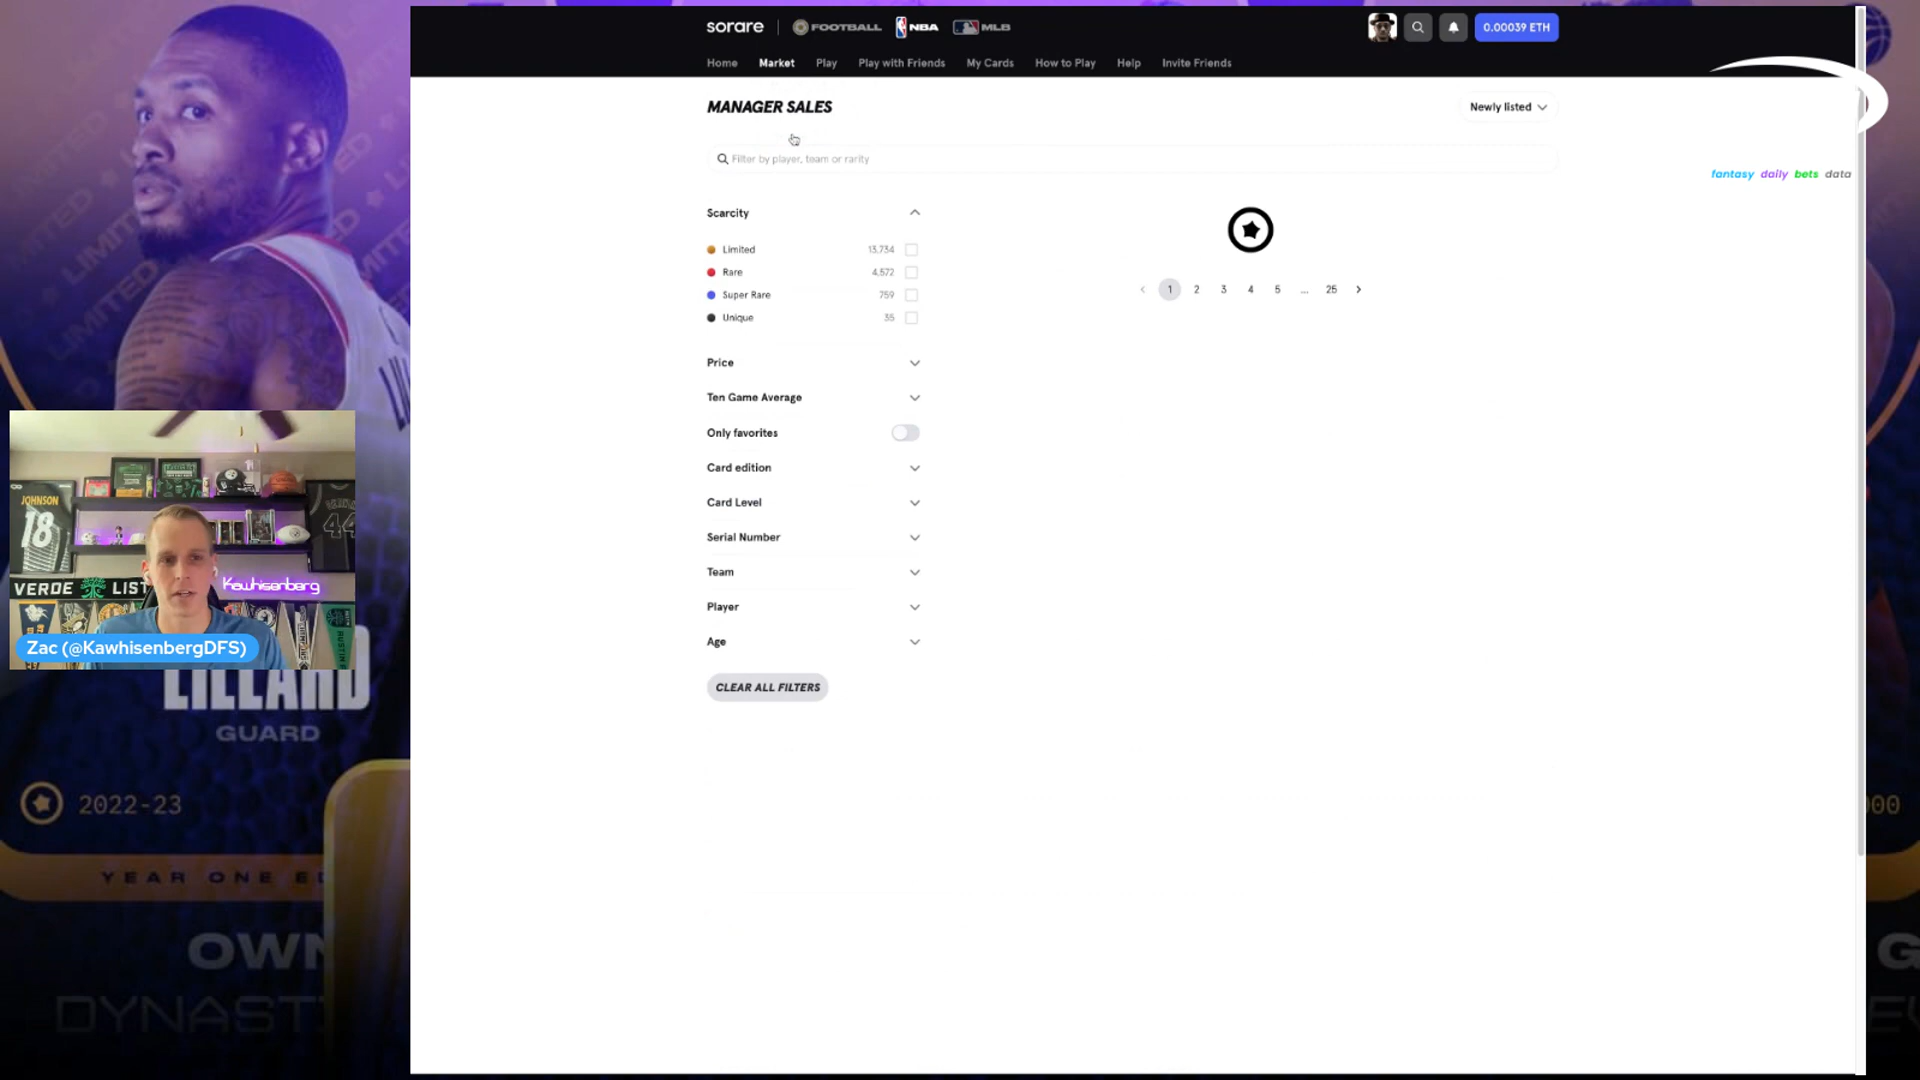 sorare FOOTBALL NBA MLB 0.00039 ETH
Home Market Play Play with Friends My Cards How to Play Help Invite Friends
MANAGER SALES Newly listed
Filter by player, team or rarity
fantasy daily bets data
Scarcity
Limited 13,734
Rare 4,572
Super Rare 759
Unique 35
1 2 3 4 5 ... 25
Price
Ten Game Average
Only favorites
Card edition
Card Level
Serial Number
Team
Player
Age
CLEAR ALL FILTERS
LIMITED
JOHNSON
18
44
VERDE LIST
Kawhisenberg
Zac (@KawhisenbergDFS)
LILLARD
GUARD
2022-23
YEAR ONE E
OWN
DYNAST